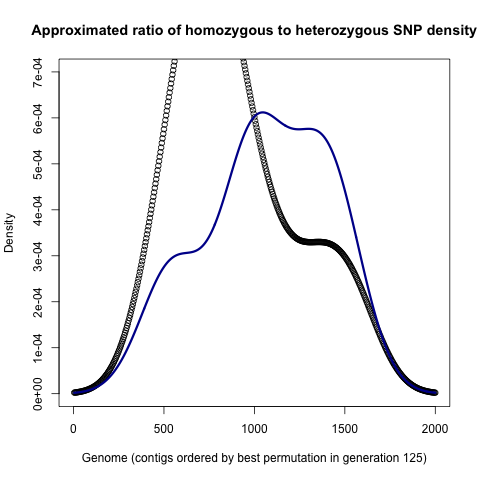 Approximated ratio of homozygous to heterozygous SNP density
7e-04
6e-04
5e-04
4e-04
3e-04
2e-04
1e-04
0e+00
Density
0 500 1000 1500 2000
Genome (contigs ordered by best permutation in generation 125)